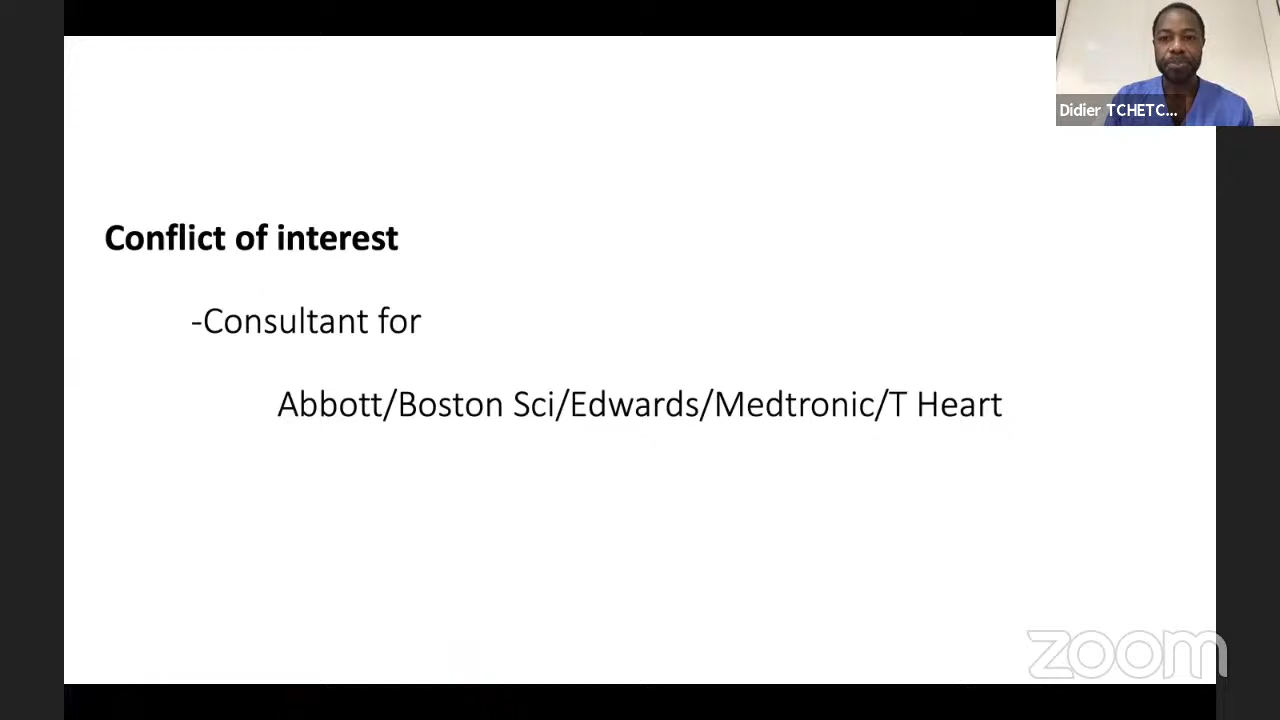 Didier TCHETC...
Conflict of interest
-Consultant for
Abbott/Boston Sci/Edwards/Medtronic/T Heart
zoom